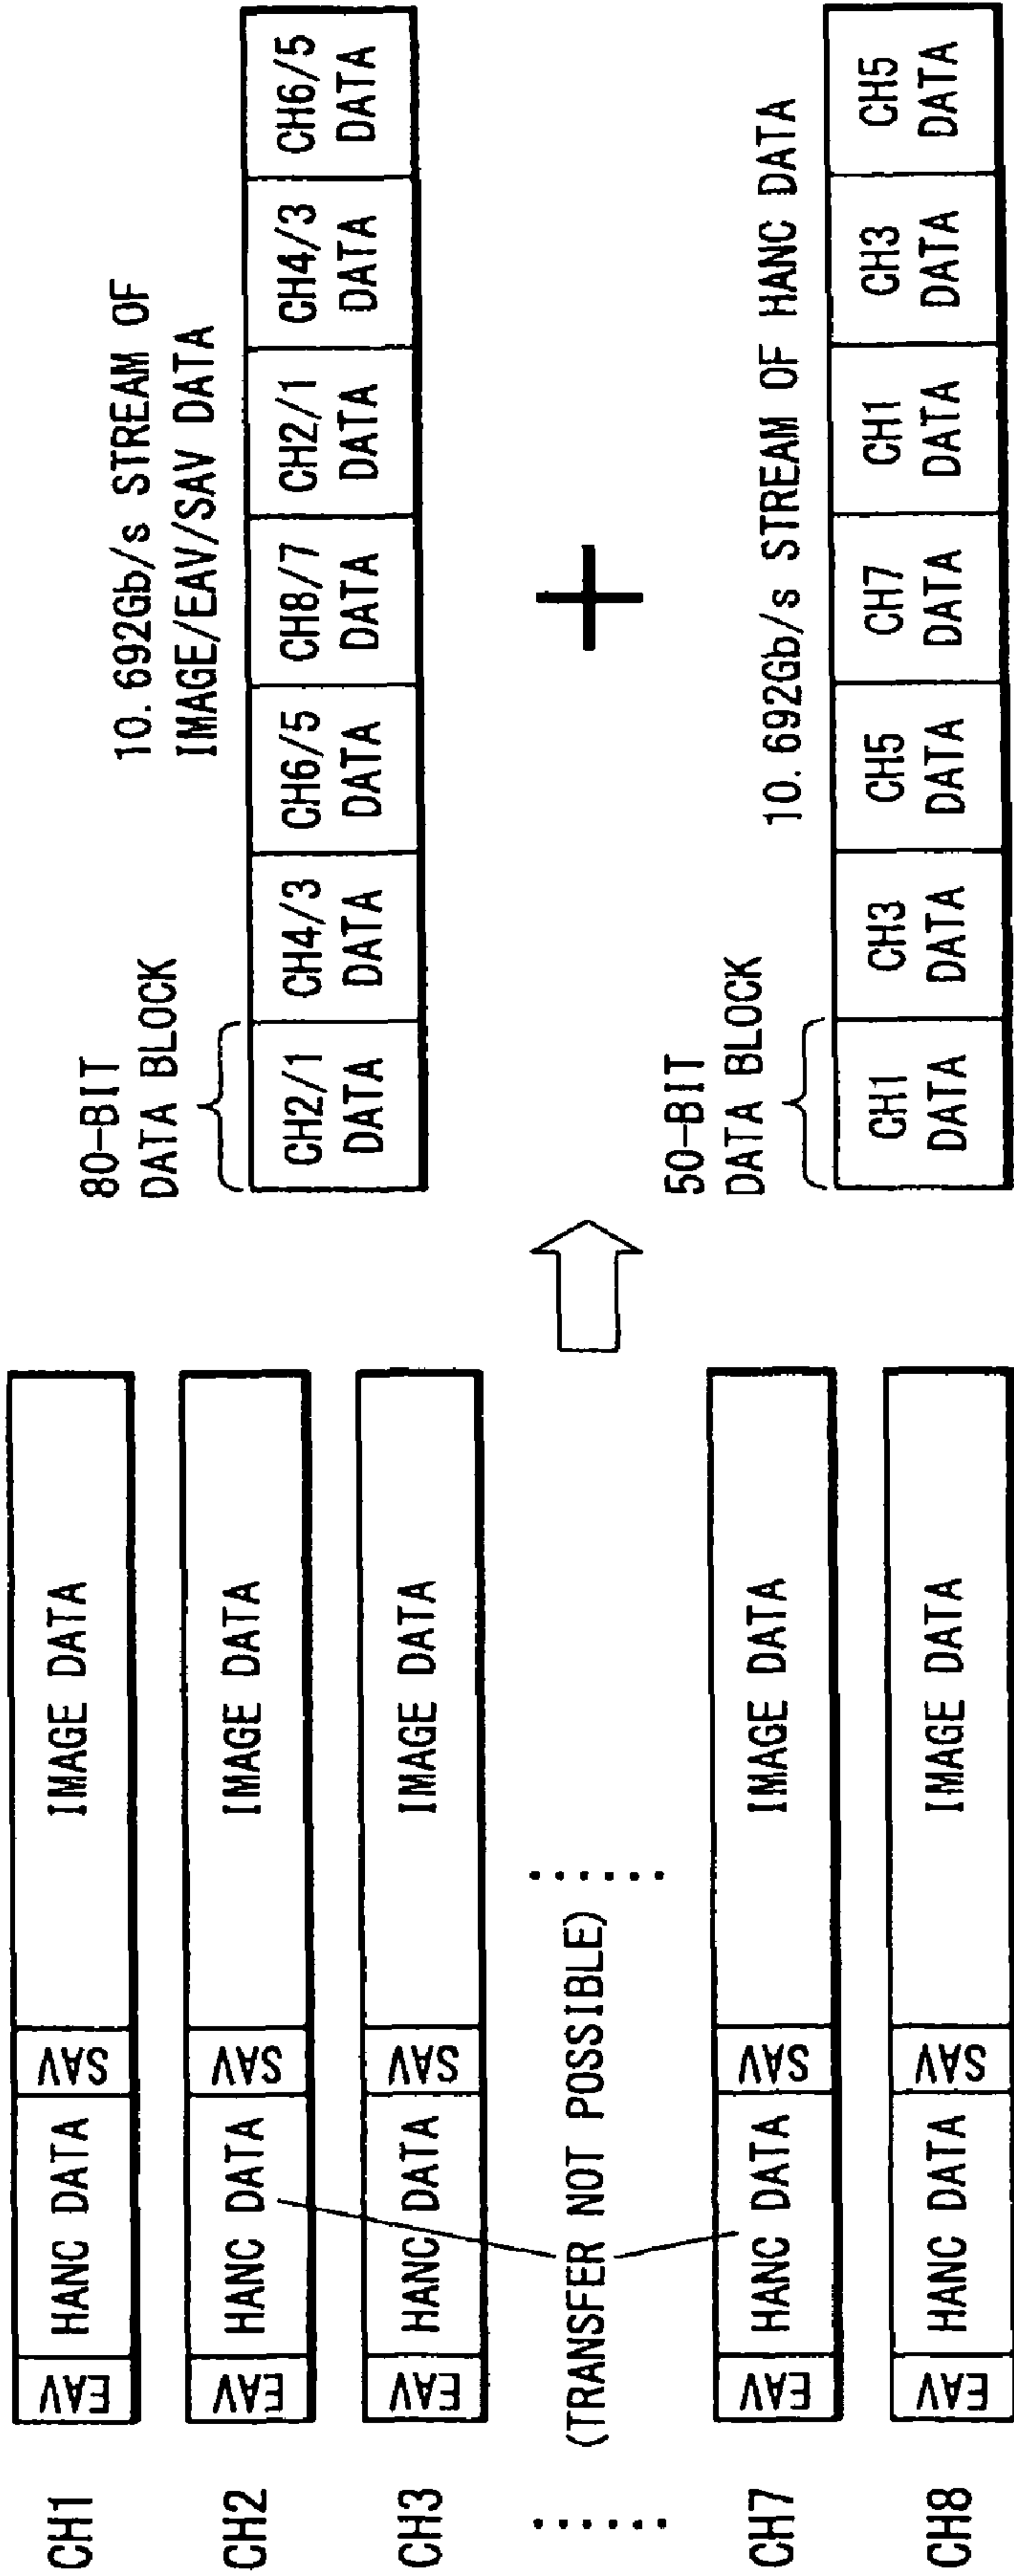 CH1
EAV
HANC DATA
SAV
IMAGE DATA
CH2
EAV
HANC DATA
SAV
IMAGE DATA
CH3
EAV
HANC DATA
SAV
IMAGE DATA
(TRANSFER NOT POSSIBLE)
CH7
EAV
HANC DATA
SAV
IMAGE DATA
CH8
EAV
HANC DATA
SAV
IMAGE DATA
80-BIT
DATA BLOCK
10.692Gb/s STREAM OF
IMAGE/EAV/SAV DATA
CH2/1
DATA
CH4/3
DATA
CH6/5
DATA
CH8/7
DATA
CH2/1
DATA
CH4/3
DATA
CH6/5
DATA
+
50-BIT
DATA BLOCK
10.692Gb/s STREAM OF HANC DATA
CH1
DATA
CH3
DATA
CH5
DATA
CH7
DATA
CH1
DATA
CH3
DATA
CH5
DATA